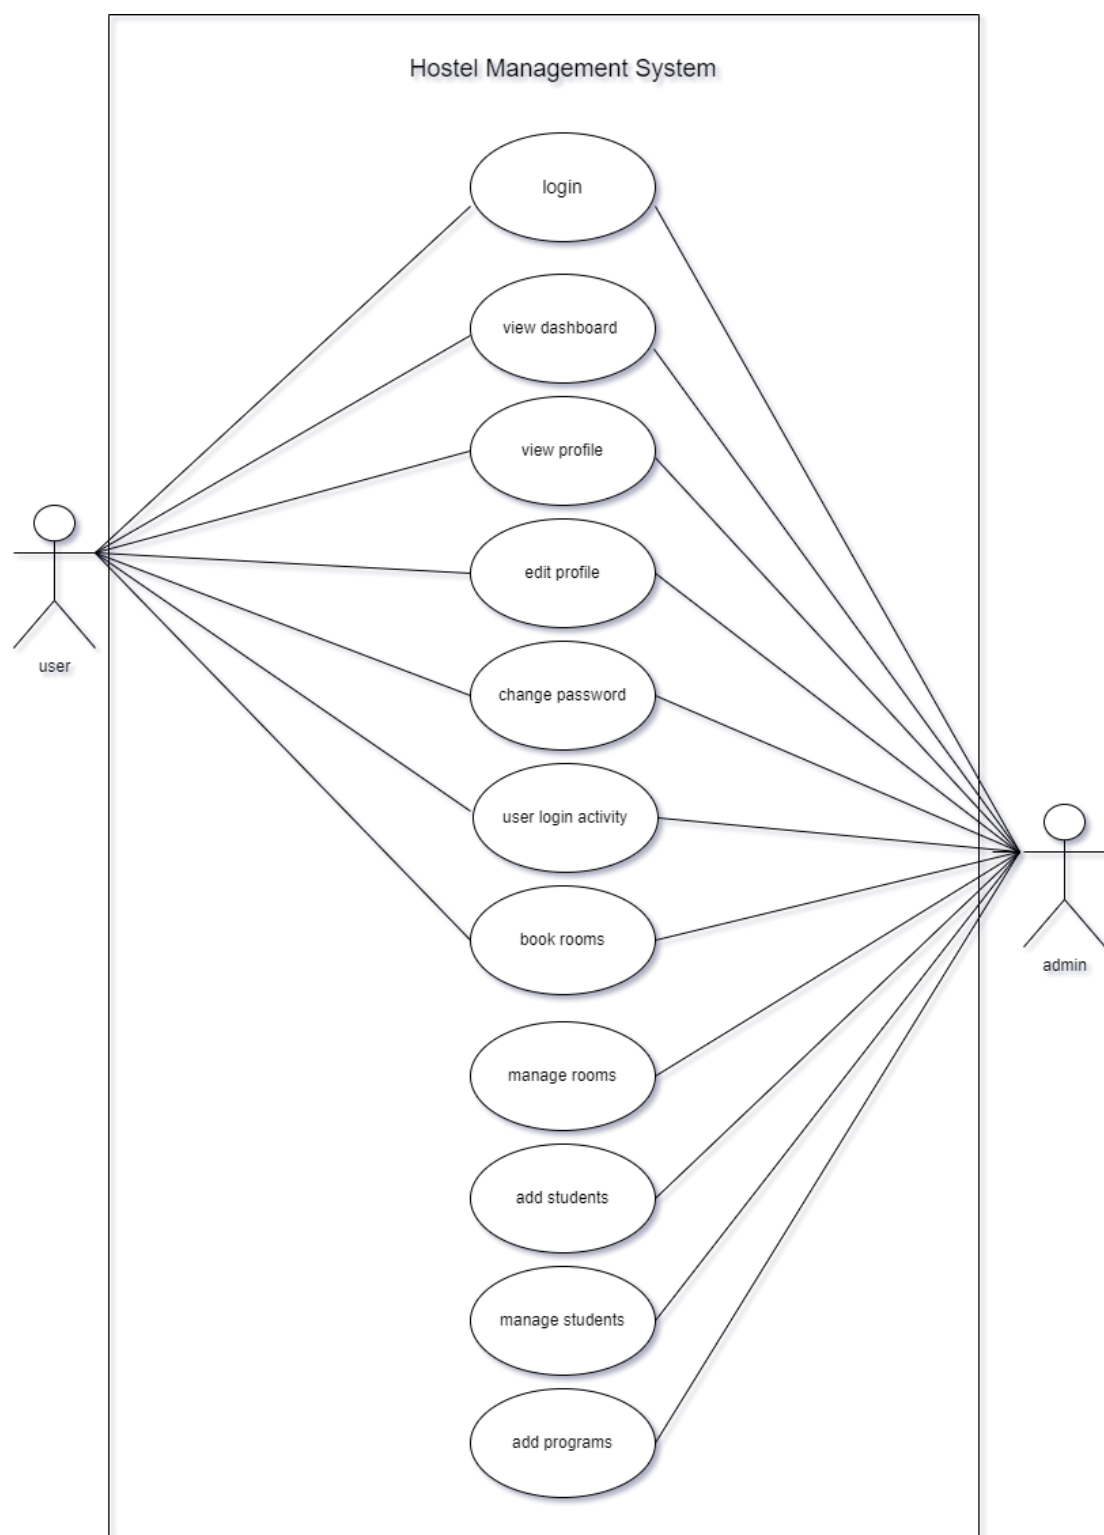 Hostel Management System
login
view dashboard
view profile
edit profile
user
change password
user login activity
book rooms
admin
manage rooms
add students
manage students
add programs